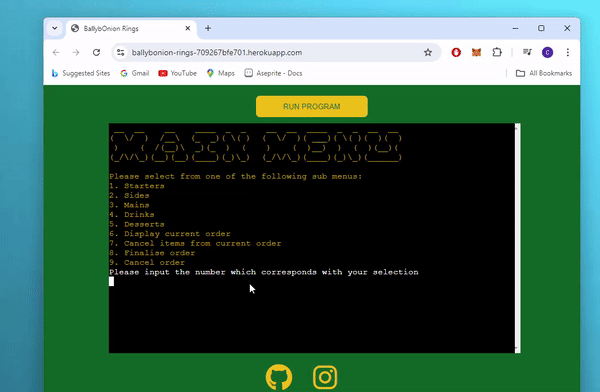 BallybOnion Rings
ballybonion-rings-709267bfe701.herokuapp.com
Suggested Sites Gmail YouTube Maps Aseprite - Docs All Bookmarks
RUN PROGRAM
MAIN MENU
Please select from one of the following sub menus:
1. Starters
2. Sides
3. Mains
4. Drinks
5. Desserts
6. Display current order
7. Cancel items from current order
8. Finalise order
9. Cancel order
Please input the number which corresponds with your selection